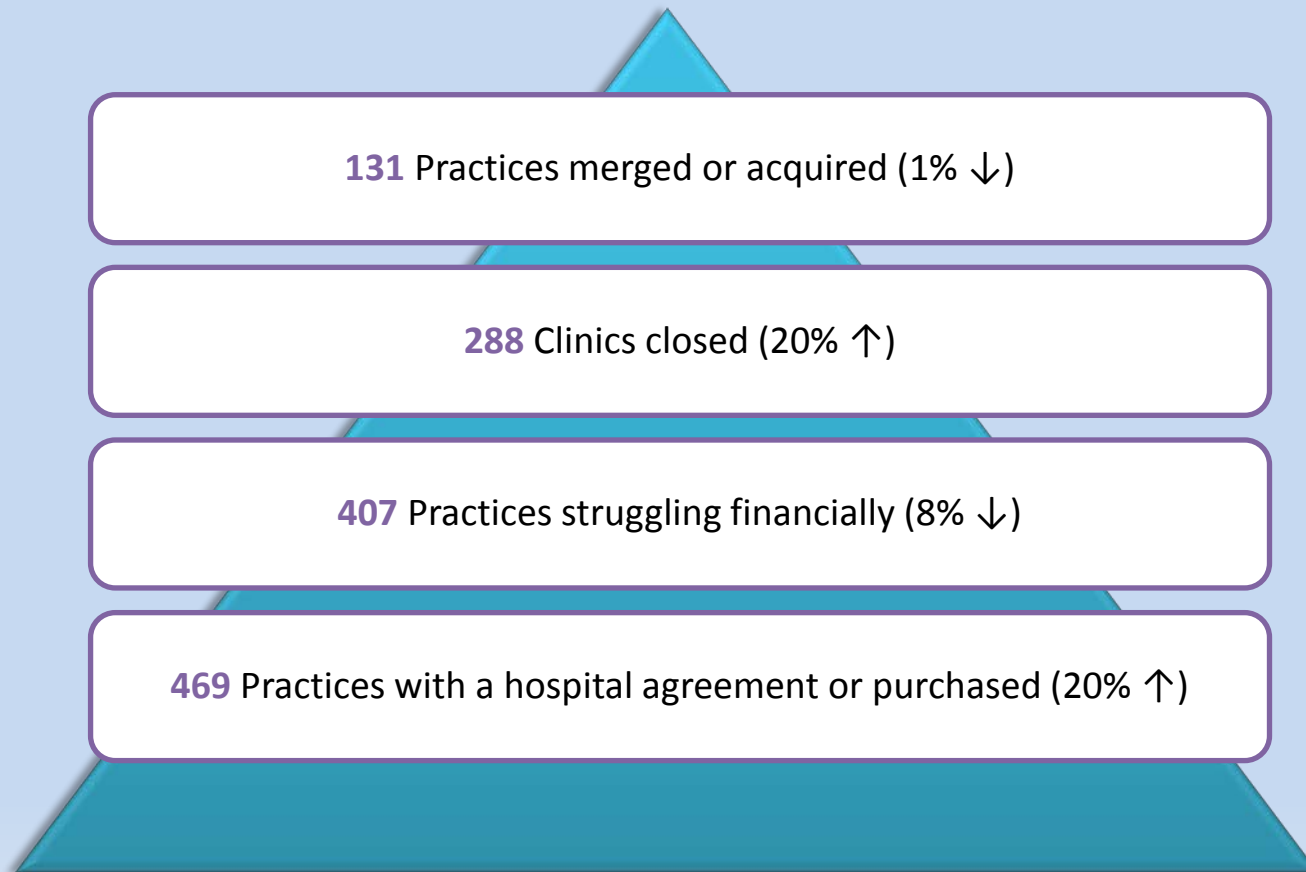 131 Practices merged or acquired (1% ↓)
288 Clinics closed (20% ↑)
407 Practices struggling financially (8% ↓)
469 Practices with a hospital agreement or purchased (20% ↑)